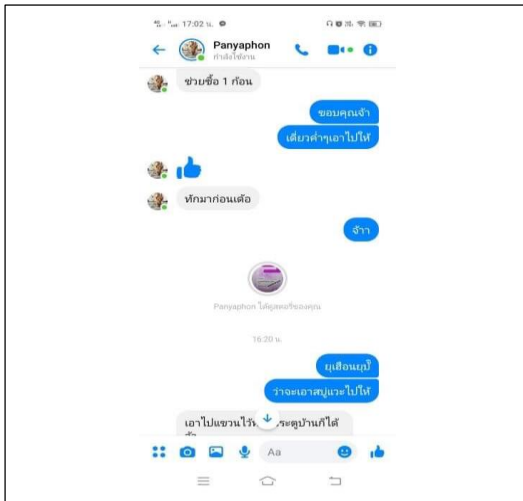 17:02 น.
Panyaphon
กำลังใช้งาน
ช่วยซื้อ 1 ก้อน
ขอบคุณจ้า
เดี่ยวค่ำๆเอาไปให้
ทักมาก่อนเด้อ
จ้าา
Panyaphon ได้ดูสตอรี่ของคุณ
16:20 น.
ยุเฮือนยุบ่
ว่าจะเอาสบู่แวะไปให้
เอาไปแขวนไว้ ระตูบ้านก็ได้
Aa